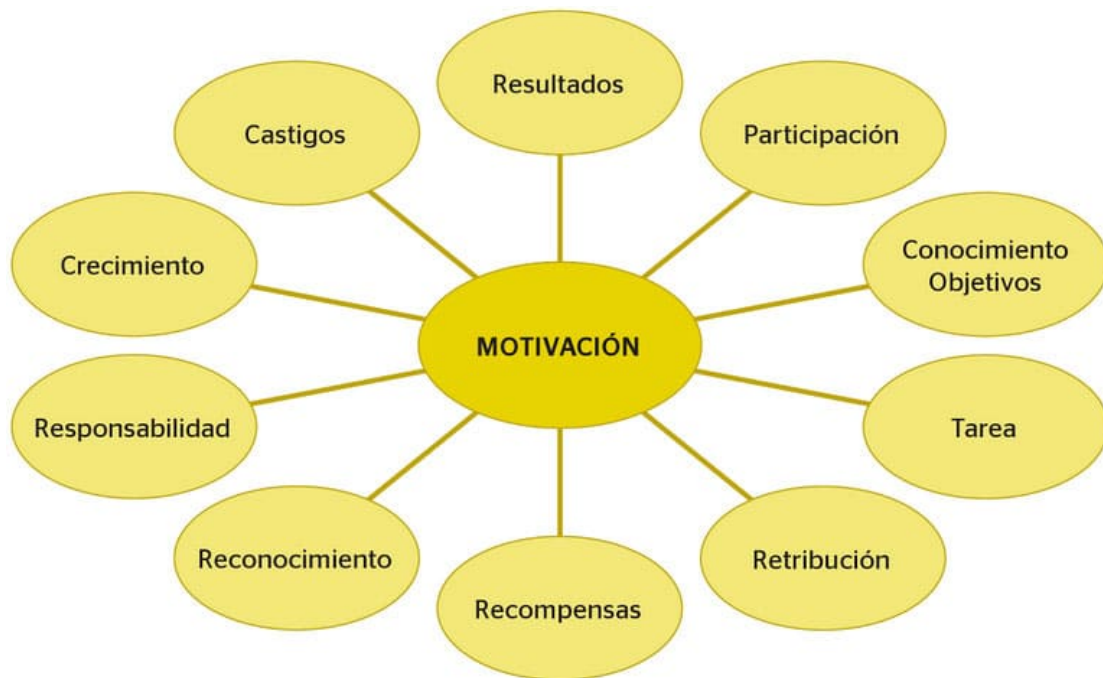 Resultados
Participación
Conocimiento
Objetivos
Tarea
Retribución
Recompensas
Reconocimiento
Responsabilidad
Crecimiento
Castigos
MOTIVACIÓN